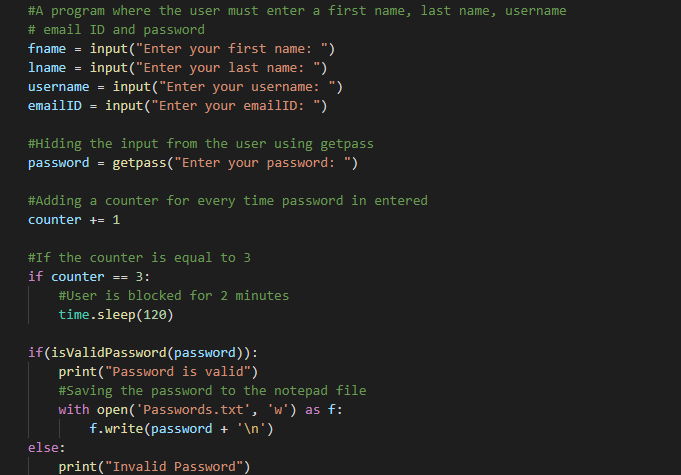 #A program where the user must enter a first name, last name, username
# email ID and password
fname = input("Enter your first name: ")
lname = input("Enter your last name: ")
username = input("Enter your username: ")
emailID = input("Enter your emailID: ")
#Hiding the input from the user using getpass
password = getpass("Enter your password: ")
#Adding a counter for every time password in entered
counter += 1
#If the counter is equal to 3
if counter == 3:
#User is blocked for 2 minutes
time.sleep(120)
if(isValidPassword(password)):
print("Password is valid")
#Saving the password to the notepad file
with open('Passwords.txt', 'w') as f:
f.write(password + '\n')
else:
print("Invalid Password")